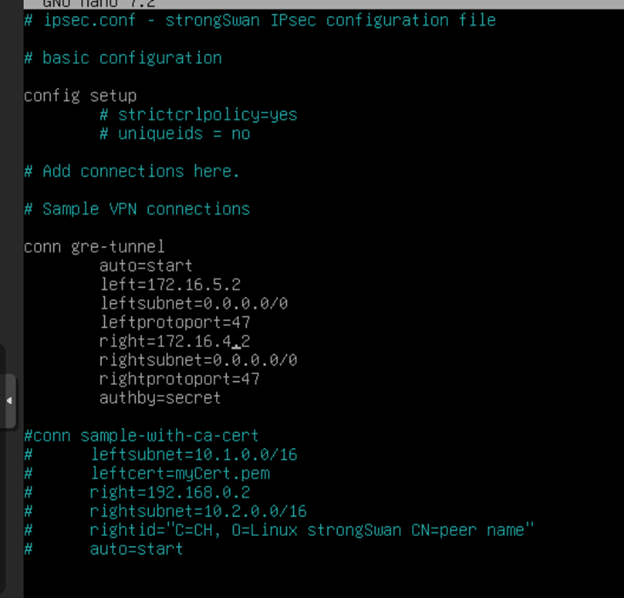 GNU nano 7.2
# ipsec.conf - strongSwan IPsec configuration file
# basic configuration
config setup
# strictcrlpolicy=yes
# uniqueids = no
# Add connections here.
# Sample VPN connections
conn gre-tunnel
auto=start
left=172.16.5.2
leftsubnet=0.0.0.0/0
leftprotoport=47
right=172.16.4.2
rightsubnet=0.0.0.0/0
rightprotoport=47
authby=secret
#conn sample-with-ca-cert
#      leftsubnet=10.1.0.0/16
#      leftcert=myCert.pem
#      right=192.168.0.2
#      rightsubnet=10.2.0.0/16
#      rightid="C=CH, O=Linux strongSwan CN=peer name"
#      auto=start